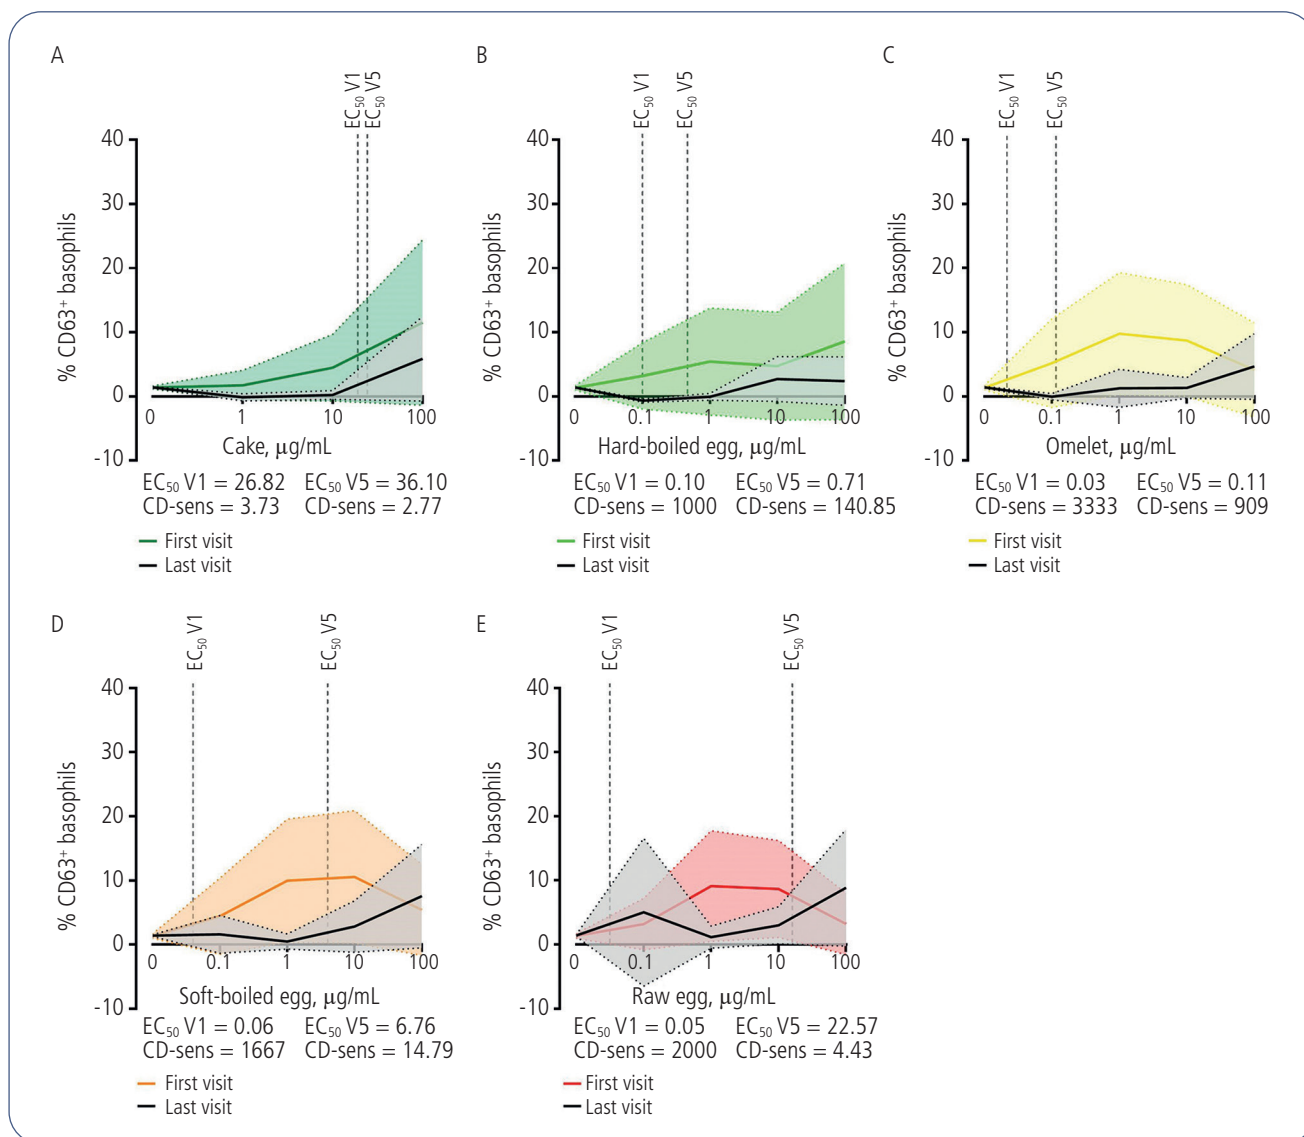 A
EC₅₀ V1
EC₅₀ V5
% CD63⁺ basophils
40
30
20
10
0
-10
0 1 10 100
Cake, µg/mL
EC₅₀ V1 = 26.82 EC₅₀ V5 = 36.10
CD-sens = 3.73 CD-sens = 2.77
First visit
Last visit
B
EC₅₀ V1
EC₅₀ V5
% CD63⁺ basophils
40
30
20
10
0
-10
0 0.1 1 10 100
Hard-boiled egg, µg/mL
EC₅₀ V1 = 0.10 EC₅₀ V5 = 0.71
CD-sens = 1000 CD-sens = 140.85
First visit
Last visit
C
EC₅₀ V1
EC₅₀ V5
% CD63⁺ basophils
40
30
20
10
0
-10
0 0.1 1 10 100
Omelet, µg/mL
EC₅₀ V1 = 0.03 EC₅₀ V5 = 0.11
CD-sens = 3333 CD-sens = 909
First visit
Last visit
D
EC₅₀ V1
EC₅₀ V5
% CD63⁺ basophils
40
30
20
10
0
-10
0 0.1 1 10 100
Soft-boiled egg, µg/mL
EC₅₀ V1 = 0.06 EC₅₀ V5 = 6.76
CD-sens = 1667 CD-sens = 14.79
First visit
Last visit
E
EC₅₀ V1
EC₅₀ V5
% CD63⁺ basophils
40
30
20
10
0
-10
0 0.1 1 10 100
Raw egg, µg/mL
EC₅₀ V1 = 0.05 EC₅₀ V5 = 22.57
CD-sens = 2000 CD-sens = 4.43
First visit
Last visit